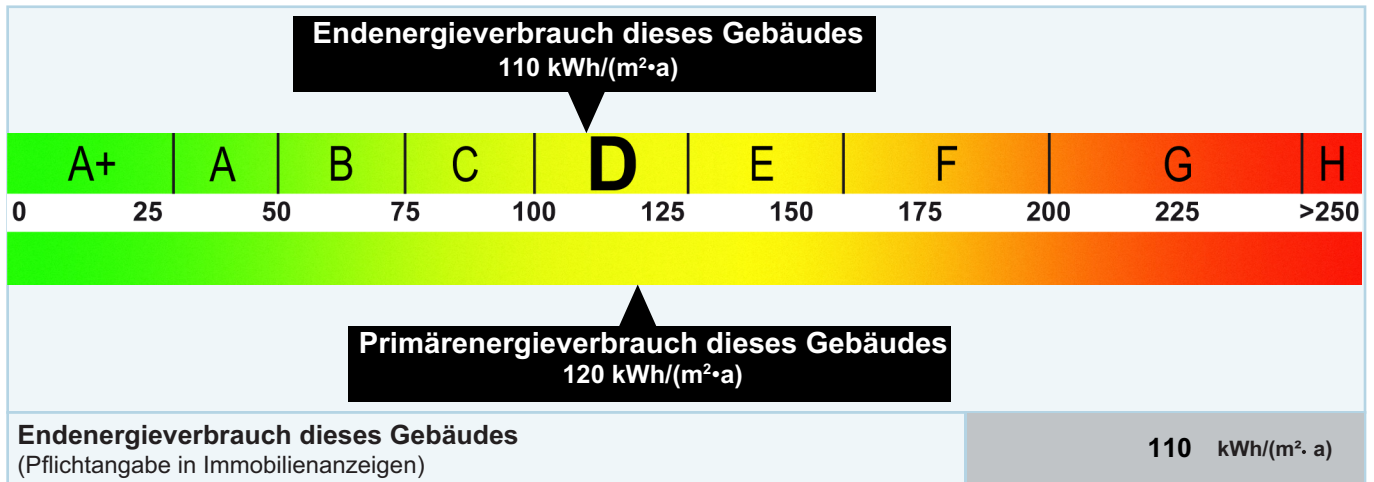 Endenergieverbrauch dieses Gebäudes
110 kWh/(m²•a)
A+ A B C D E F G H
0 25 50 75 100 125 150 175 200 225 >250
Primärenergieverbrauch dieses Gebäudes
120 kWh/(m²•a)
Endenergieverbrauch dieses Gebäudes
(Pflichtangabe in Immobilienanzeigen)
110 kWh/(m²· a)